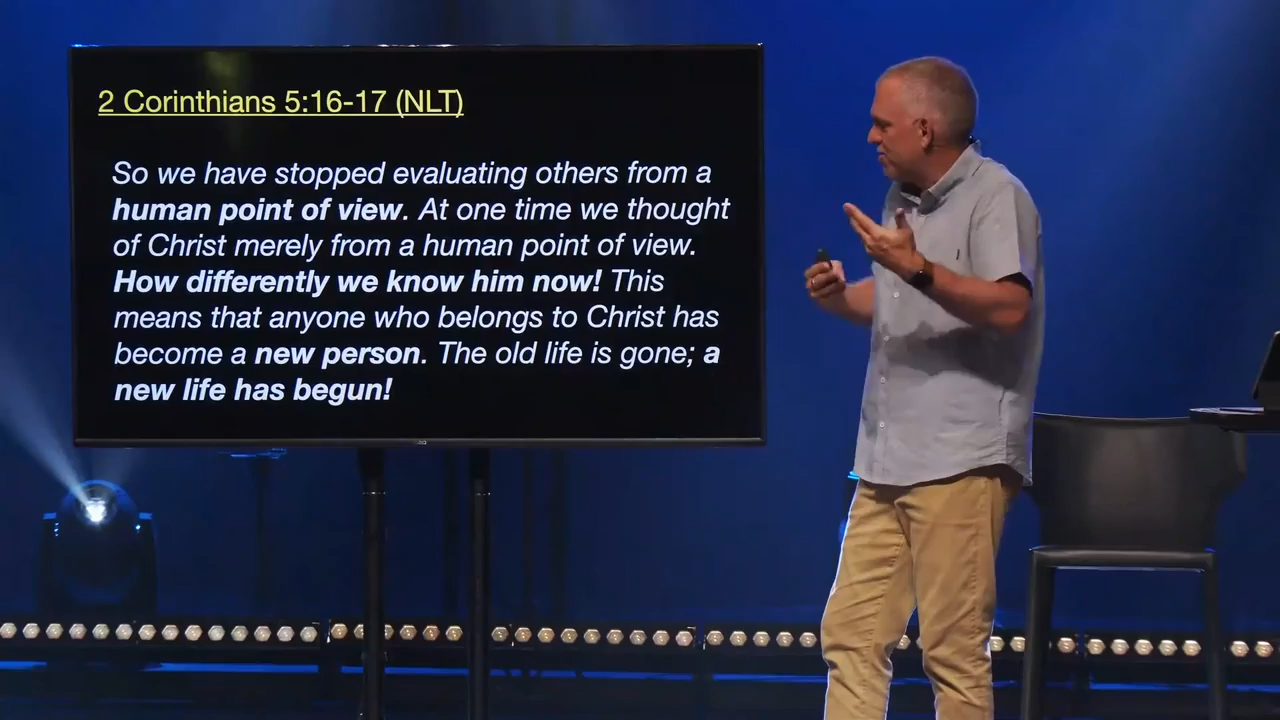 2 Corinthians 5:16-17 (NLT)
So we have stopped evaluating others from a
human point of view. At one time we thought
of Christ merely from a human point of view.
How differently we know him now! This
means that anyone who belongs to Christ has
become a new person. The old life is gone; a
new life has begun!